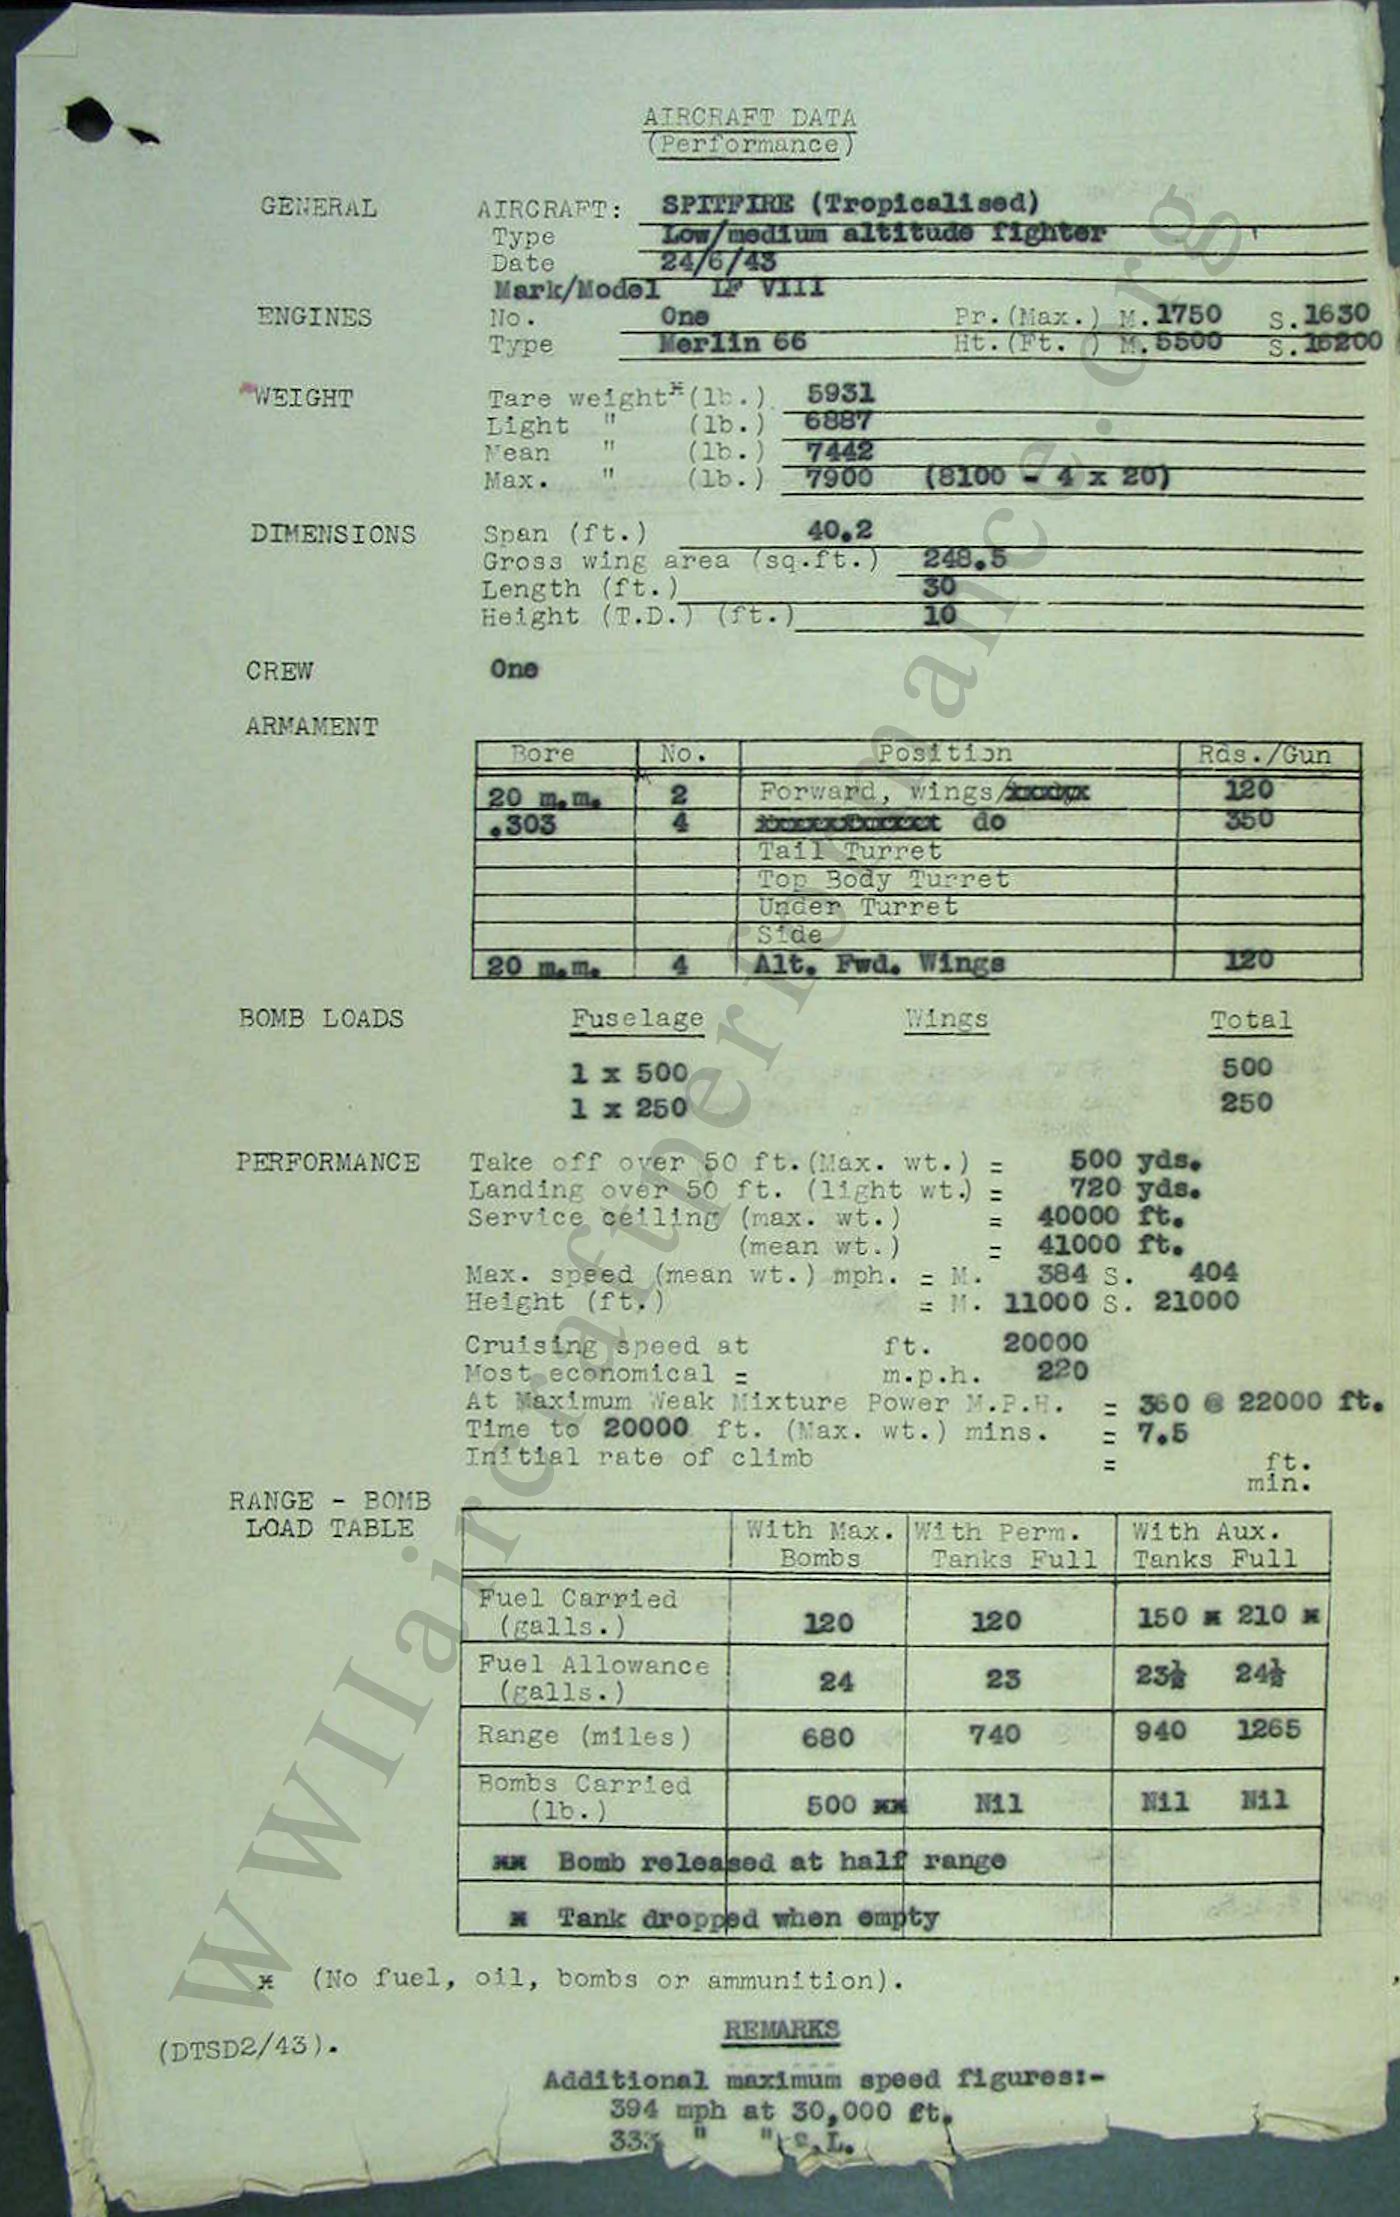 AIRCRAFT DATA
(Performance)
GENERAL AIRCRAFT: SPITFIRE (Tropicalised)
Type Low/medium altitude fighter
Date 24/6/43
Mark/Model LF VIII
ENGINES No. One Pr.(Max.) M.1750 S.1630
Type Merlin 66 Ht.(Ft. ) M.5500 S.16200
WEIGHT Tare weight*(lb.) 5931
Light " (lb.) 6887
Mean " (lb.) 7442
Max. " (lb.) 7900 (8100 - 4 x 20)
DIMENSIONS Span (ft.) 40.2
Gross wing area (sq.ft.) 248.5
Length (ft.) 30
Height (T.D.) (ft.) 10
CREW One
ARMAMENT
Bore No. Position Rds./Gun
20 m.m. 2 Forward, wings/ 120
.303 4 do 350
Tail Turret
Top Body Turret
Under Turret
Side
20 m.m. 4 Alt. Fwd. Wings 120
BOMB LOADS Fuselage Wings Total
1 x 500 500
1 x 250 250
PERFORMANCE Take off over 50 ft.(Max. wt.) = 500 yds.
Landing over 50 ft. (light wt.) = 720 yds.
Service ceiling (max. wt.) = 40000 ft.
(mean wt.) = 41000 ft.
Max. speed (mean wt.) mph. = M. 384 S. 404
Height (ft.) = M. 11000 S. 21000
Cruising speed at ft. 20000
Most economical = m.p.h. 220
At Maximum Weak Mixture Power M.P.H. = 360 @ 22000 ft.
Time to 20000 ft. (Max. wt.) mins. = 7.5
Initial rate of climb = ft.
min.
RANGE - BOMB
LOAD TABLE With Max. With Perm. With Aux.
Bombs Tanks Full Tanks Full
Fuel Carried
(galls.) 120 120 150 * 210 *
Fuel Allowance
(galls.) 24 23 23½ 24½
Range (miles) 680 740 940 1265
Bombs Carried
(lb.) 500 ** Nil Nil Nil
** Bomb released at half range
* Tank dropped when empty
* (No fuel, oil, bombs or ammunition).
(DTSD2/43).
REMARKS
Additional maximum speed figures:-
394 mph at 30,000 ft.
333 " " S.L.
WWIIaircraftperformance.org